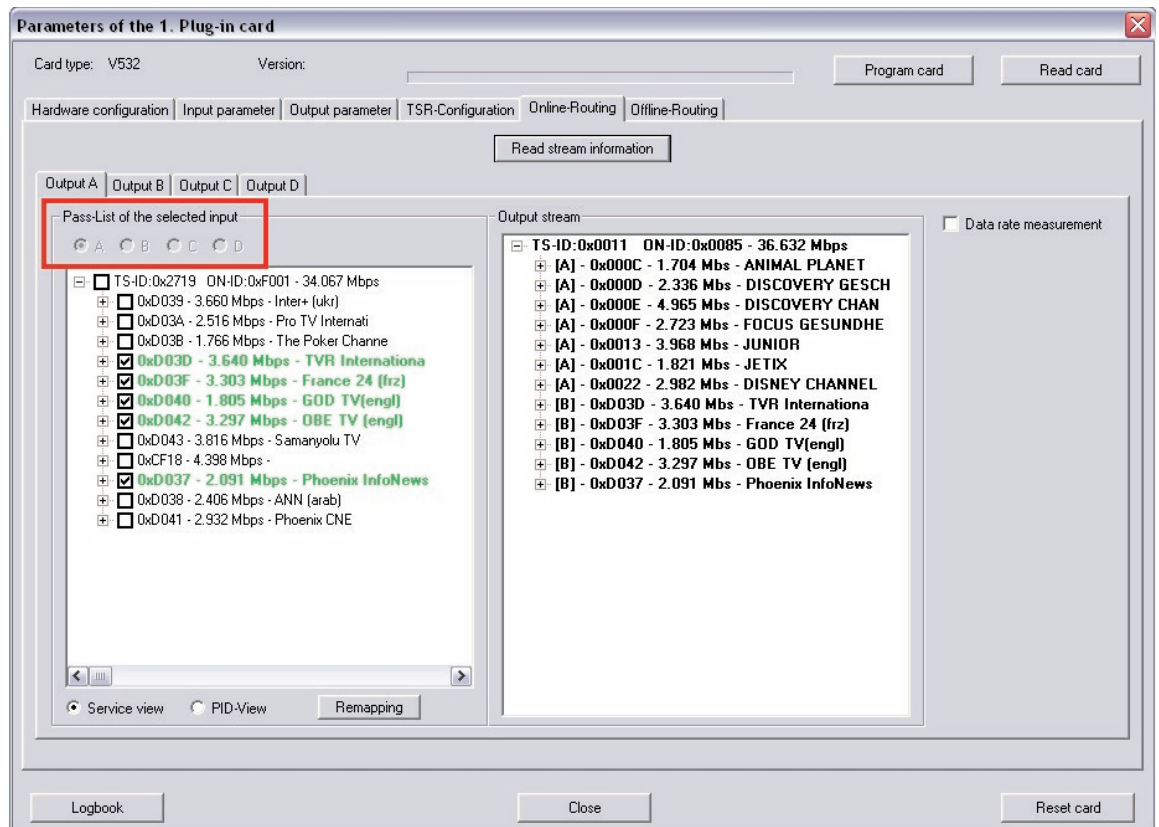 Parameters of the 1. Plug-in card
Card type: V532 Version: Program card Read card
Hardware configuration Input parameter Output parameter TSR-Configuration Online-Routing Offline-Routing
Read stream information
Output A Output B Output C Output D
Pass-List of the selected input
A B C D
TS-ID:0x2719 ON-ID:0xF001 - 34.067 Mbps
0xD039 - 3.660 Mbps - Inter+ (ukr)
0xD03A - 2.516 Mbps - Pro TV Internati
0xD03B - 1.766 Mbps - The Poker Channe
0xD03D - 3.640 Mbps - TVR Internationa
0xD03F - 3.303 Mbps - France 24 (frz)
0xD040 - 1.805 Mbps - GOD TV(engl)
0xD042 - 3.297 Mbps - OBE TV (engl)
0xD043 - 3.816 Mbps - Samanyolu TV
0xCF18 - 4.398 Mbps -
0xD037 - 2.091 Mbps - Phoenix InfoNews
0xD038 - 2.406 Mbps - ANN (arab)
0xD041 - 2.932 Mbps - Phoenix CNE
Service view PID-View Remapping
Output stream
TS-ID:0x0011 ON-ID:0x0085 - 36.632 Mbps
[A] - 0x000C - 1.704 Mbs - ANIMAL PLANET
[A] - 0x000D - 2.336 Mbs - DISCOVERY GESCH
[A] - 0x000E - 4.965 Mbs - DISCOVERY CHAN
[A] - 0x000F - 2.723 Mbs - FOCUS GESUNDHE
[A] - 0x0013 - 3.968 Mbs - JUNIOR
[A] - 0x001C - 1.821 Mbs - JETIX
[A] - 0x0022 - 2.982 Mbs - DISNEY CHANNEL
[B] - 0xD03D - 3.640 Mbs - TVR Internationa
[B] - 0xD03F - 3.303 Mbs - France 24 (frz)
[B] - 0xD040 - 1.805 Mbs - GOD TV(engl)
[B] - 0xD042 - 3.297 Mbs - OBE TV (engl)
[B] - 0xD037 - 2.091 Mbs - Phoenix InfoNews
Data rate measurement
Logbook Close Reset card